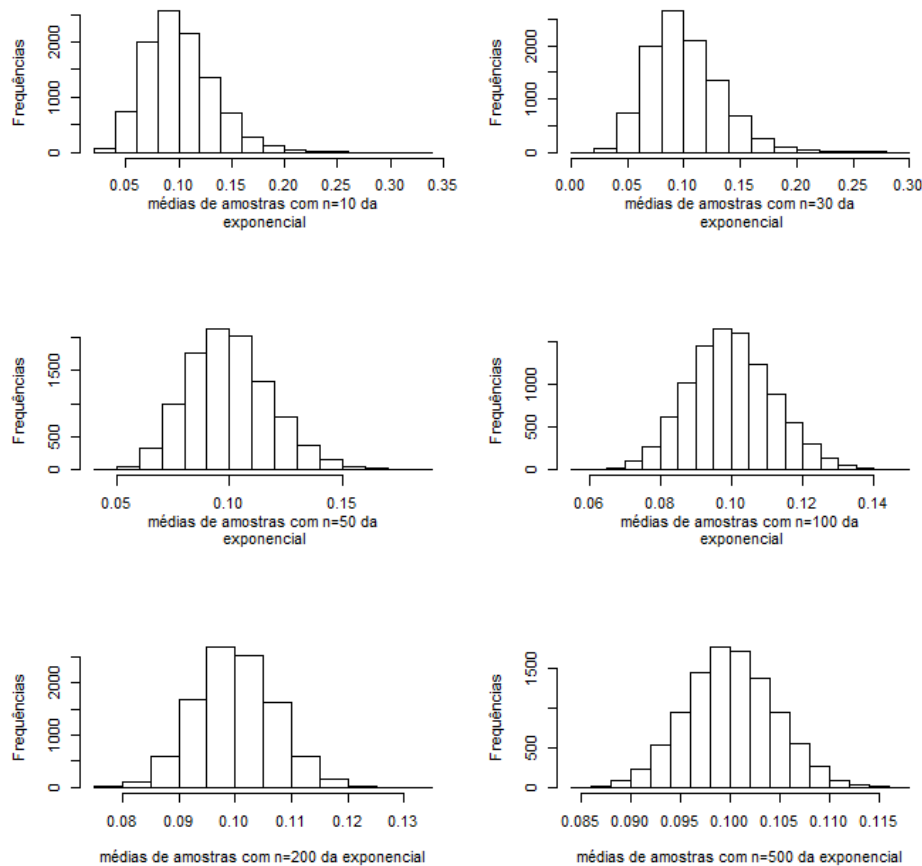 Frequências
0 1000 2000
0.05 0.10 0.15 0.20 0.25 0.30 0.35
médias de amostras com n=10 da
exponencial
Frequências
0 1000 2000
0.00 0.05 0.10 0.15 0.20 0.25 0.30
médias de amostras com n=30 da
exponencial
Frequências
0 500 1500
0.05 0.10 0.15
médias de amostras com n=50 da
exponencial
Frequências
0 500 1000
0.06 0.08 0.10 0.12 0.14
médias de amostras com n=100 da
exponencial
Frequências
0 1000 2000
0.08 0.09 0.10 0.11 0.12 0.13
médias de amostras com n=200 da exponencial
Frequências
0 500 1500
0.085 0.090 0.095 0.100 0.105 0.110 0.115
médias de amostras com n=500 da exponencial